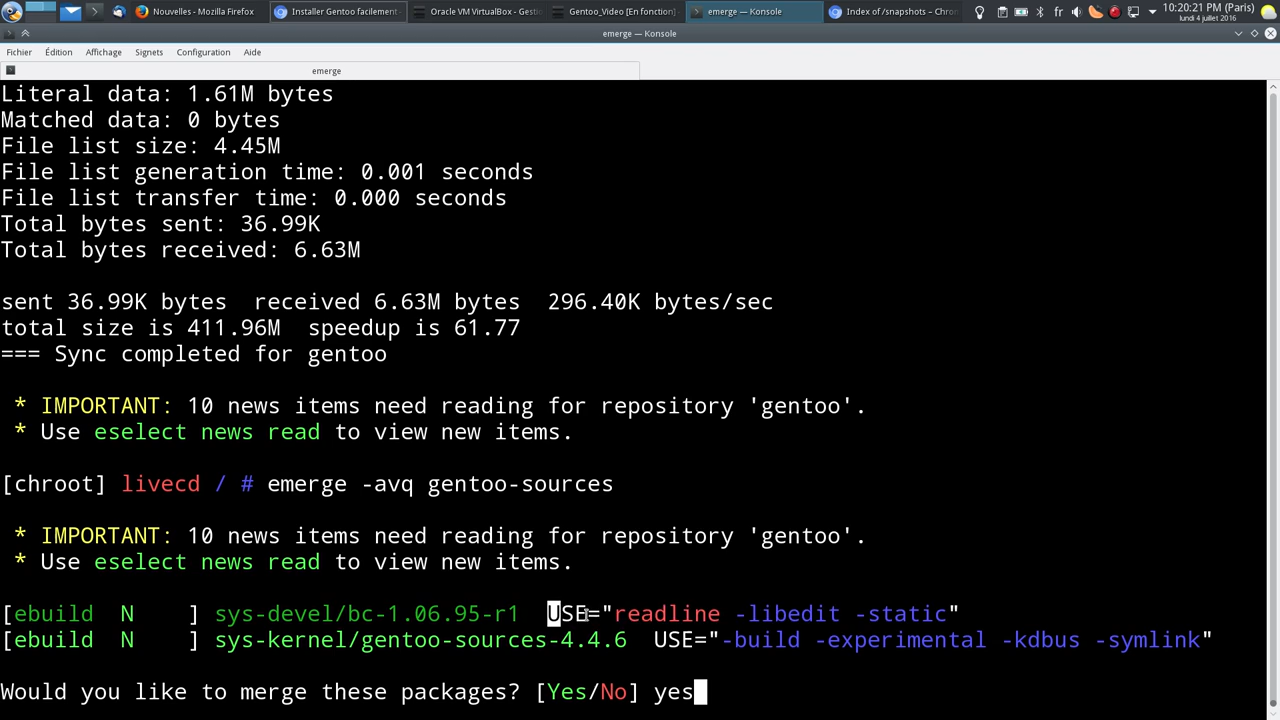 Nouvelles - Mozilla Firefox
Installer Gentoo facilement
Oracle VM VirtualBox - Gesti
Gentoo_Video [En fonction]
emerge — Konsole
Index of /snapshots – Chro
fr
10:20:21 PM (Paris)
lundi 4 juillet 2016
emerge — Konsole
Fichier Édition Affichage Signets Configuration Aide
emerge
Literal data: 1.61M bytes
Matched data: 0 bytes
File list size: 4.45M
File list generation time: 0.001 seconds
File list transfer time: 0.000 seconds
Total bytes sent: 36.99K
Total bytes received: 6.63M
sent 36.99K bytes  received 6.63M bytes  296.40K bytes/sec
total size is 411.96M  speedup is 61.77
=== Sync completed for gentoo
 * IMPORTANT: 10 news items need reading for repository 'gentoo'.
 * Use eselect news read to view new items.
[chroot] livecd / # emerge -avq gentoo-sources
 * IMPORTANT: 10 news items need reading for repository 'gentoo'.
 * Use eselect news read to view new items.
[ebuild  N     ] sys-devel/bc-1.06.95-r1  USE="readline -libedit -static"
[ebuild  N     ] sys-kernel/gentoo-sources-4.4.6  USE="-build -experimental -kdbus -symlink"
Would you like to merge these packages? [Yes/No] yes